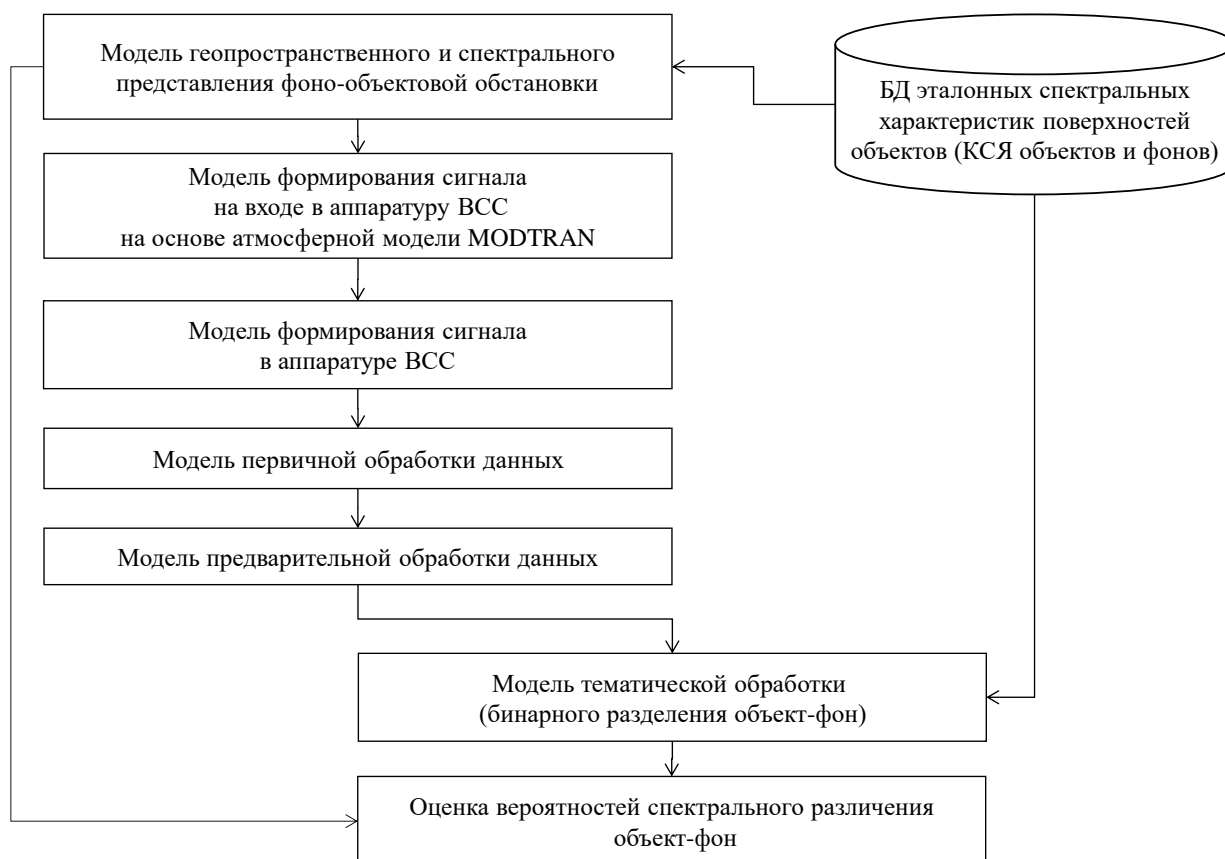 Модель геопространственного и спектрального
представления фоно-объектовой обстановки
БД эталонных спектральных
характеристик поверхностей
объектов (КСЯ объектов и фонов)
Модель формирования сигнала
на входе в аппаратуру ВСС
на основе атмосферной модели MODTRAN
Модель формирования сигнала
в аппаратуре ВСС
Модель первичной обработки данных
Модель предварительной обработки данных
Модель тематической обработки
(бинарного разделения объект-фон)
Оценка вероятностей спектрального различения
объект-фон